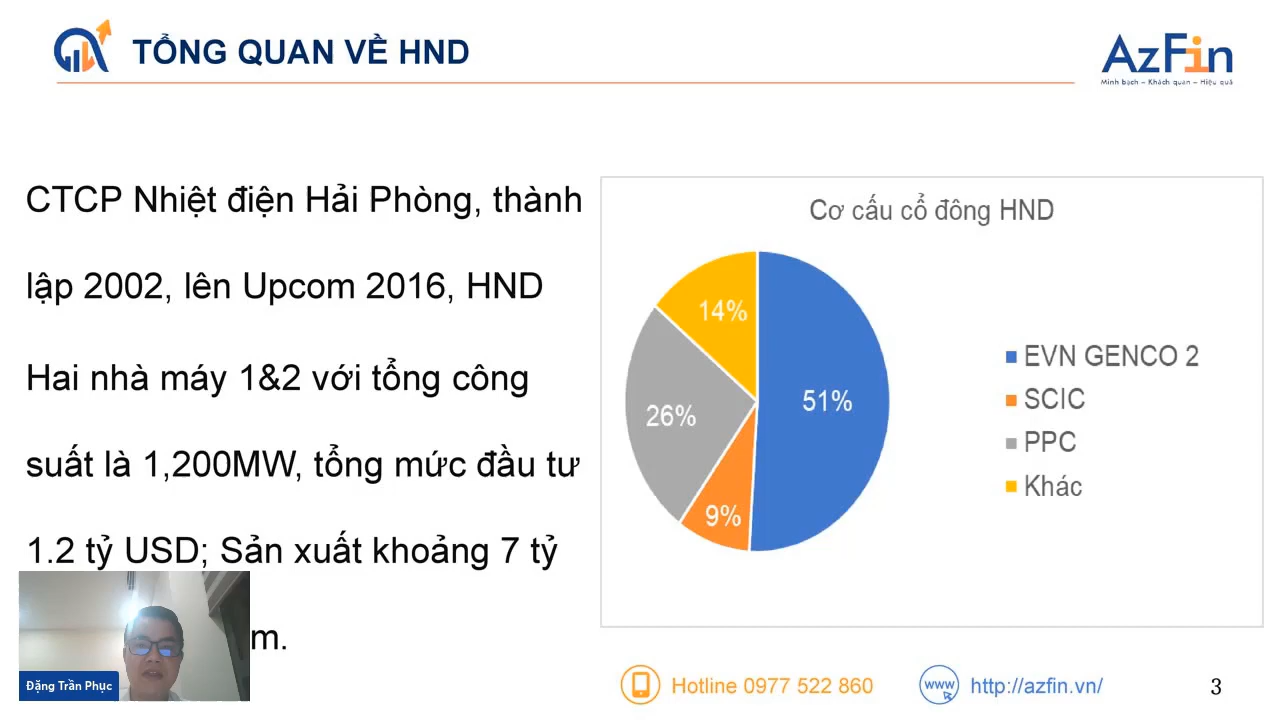 TỔNG QUAN VỀ HND
AzFin
Minh bạch – Khách quan – Hiệu quả
CTCP Nhiệt điện Hải Phòng, thành
lập 2002, lên Upcom 2016, HND
Hai nhà máy 1&2 với tổng công
suất là 1,200MW, tổng mức đầu tư
1.2 tỷ USD; Sản xuất khoảng 7 tỷ
m.
Cơ cấu cổ đông HND
14%
51%
26%
9%
EVN GENCO 2
SCIC
PPC
Khác
Đặng Trần Phục
Hotline 0977 522 860
www
http://azfin.vn/
3